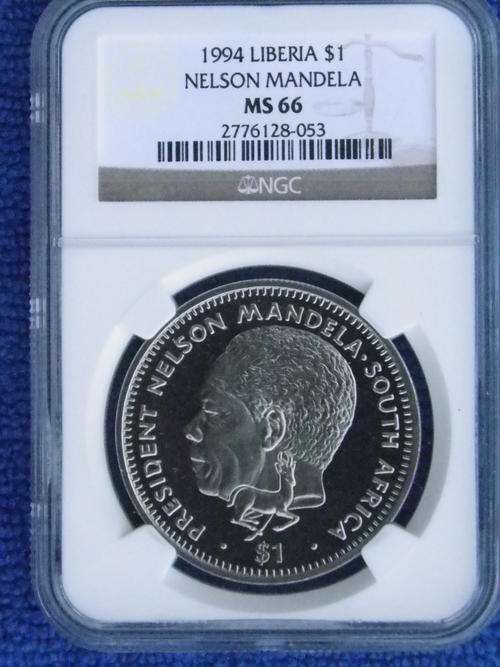 1994 LIBERIA $1
NELSON MANDELA
MS 66
2776128-053
NGC
PRESIDENT NELSON MANDELA·SOUTH AFRICA
· $1 ·